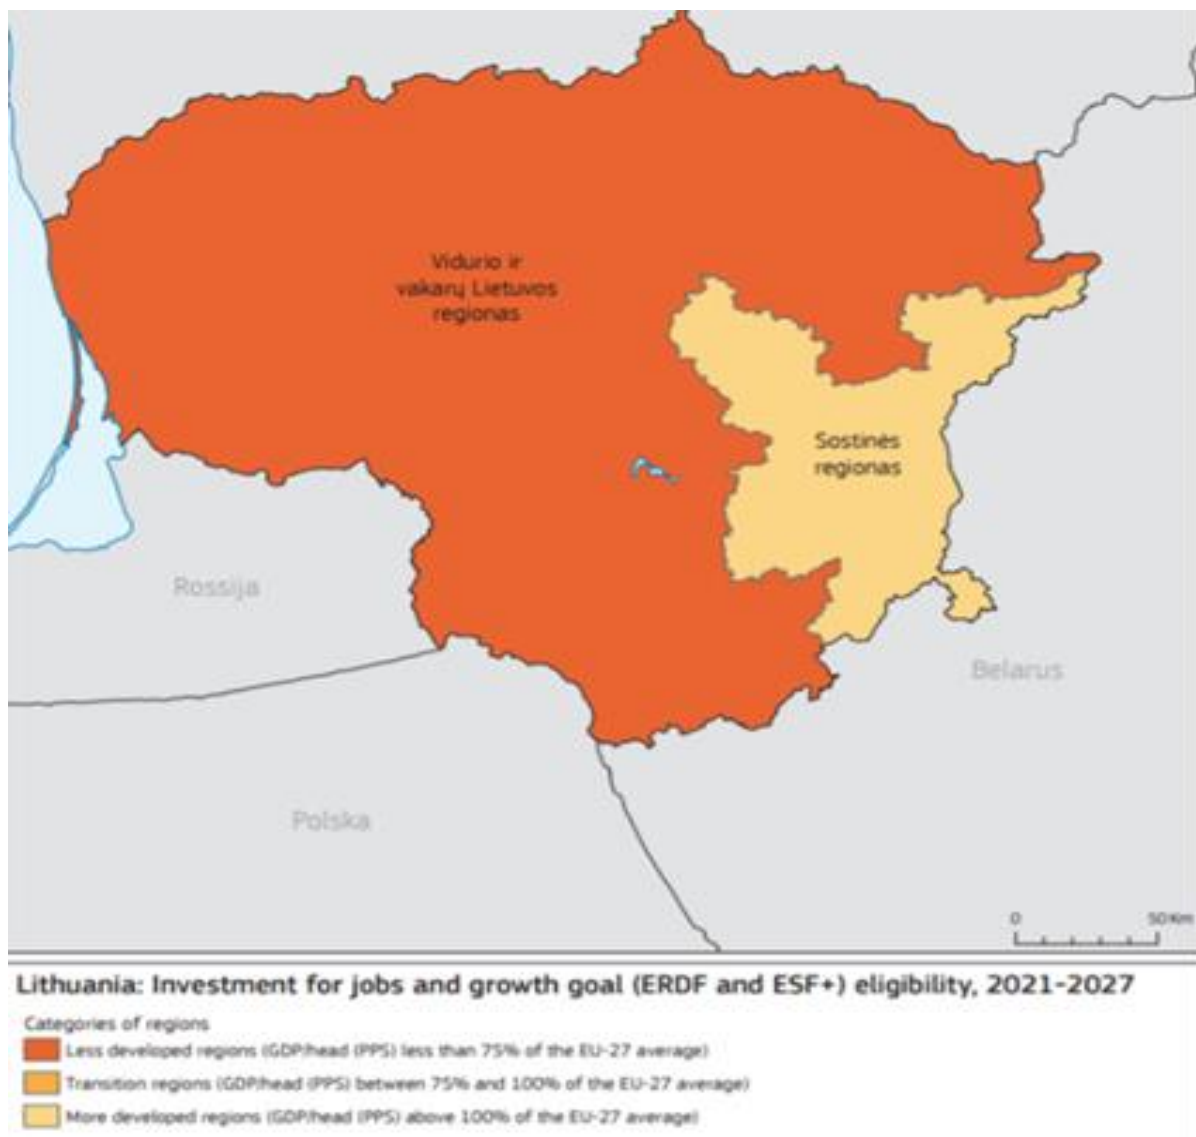 Vidurio ir
vakarų Lietuvos
regionas
Sostinės
regionas
Rossija
Belarus
Polska
0 50 Km
Lithuania: Investment for jobs and growth goal (ERDF and ESF+) eligibility, 2021-2027
Categories of regions
Less developed regions (GDP/head (PPS) less than 75% of the EU-27 average)
Transition regions (GDP/head (PPS) between 75% and 100% of the EU-27 average)
More developed regions (GDP/head (PPS) above 100% of the EU-27 average)